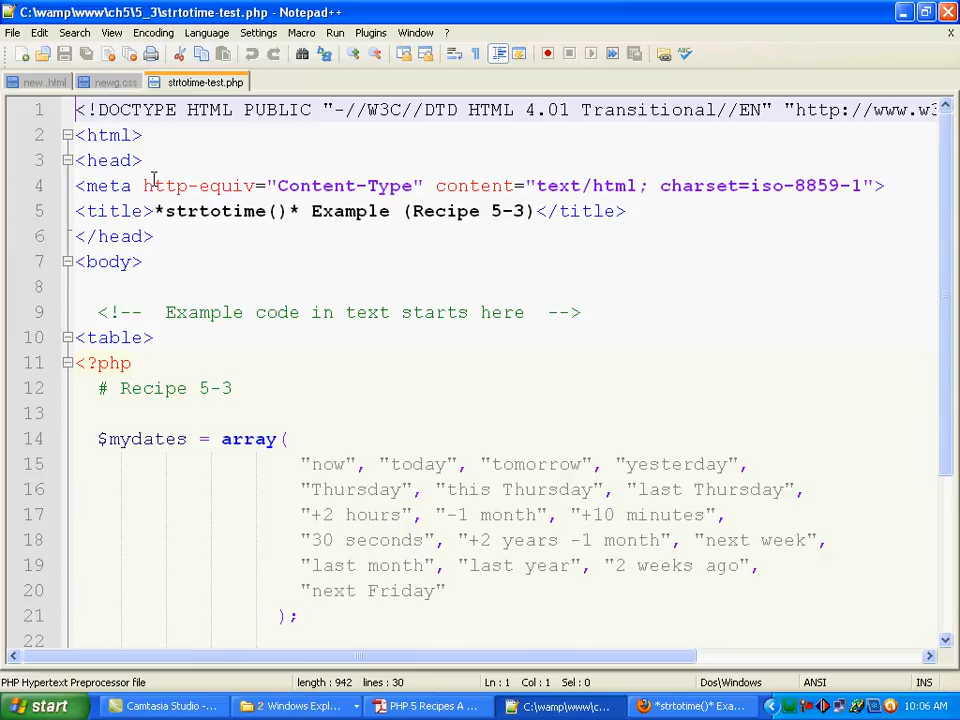 C:\wamp\www\ch5\5_3\strtotime-test.php - Notepad++
File Edit Search View Encoding Language Settings Macro Run Plugins Window ? X
new .html newg.css strtotime-test.php
1 <!DOCTYPE HTML PUBLIC "-//W3C//DTD HTML 4.01 Transitional//EN" "http://www.w3
2 <html>
3 <head>
4 <meta http-equiv="Content-Type" content="text/html; charset=iso-8859-1">
5 <title>*strtotime()* Example (Recipe 5-3)</title>
6 </head>
7 <body>
8
9 <!-- Example code in text starts here -->
10 <table>
11 <?php
12 # Recipe 5-3
13
14 $mydates = array(
15 "now", "today", "tomorrow", "yesterday",
16 "Thursday", "this Thursday", "last Thursday",
17 "+2 hours", "-1 month", "+10 minutes",
18 "30 seconds", "+2 years -1 month", "next week",
19 "last month", "last year", "2 weeks ago",
20 "next Friday"
21 );
22
PHP Hypertext Preprocessor file length : 942 lines : 30 Ln : 1 Col : 1 Sel : 0 Dos\Windows ANSI INS
start Camtasia Studio -... 2 Windows Expl... PHP 5 Recipes A ... C:\wamp\www\c... *strtotime()* Exa... 10:06 AM